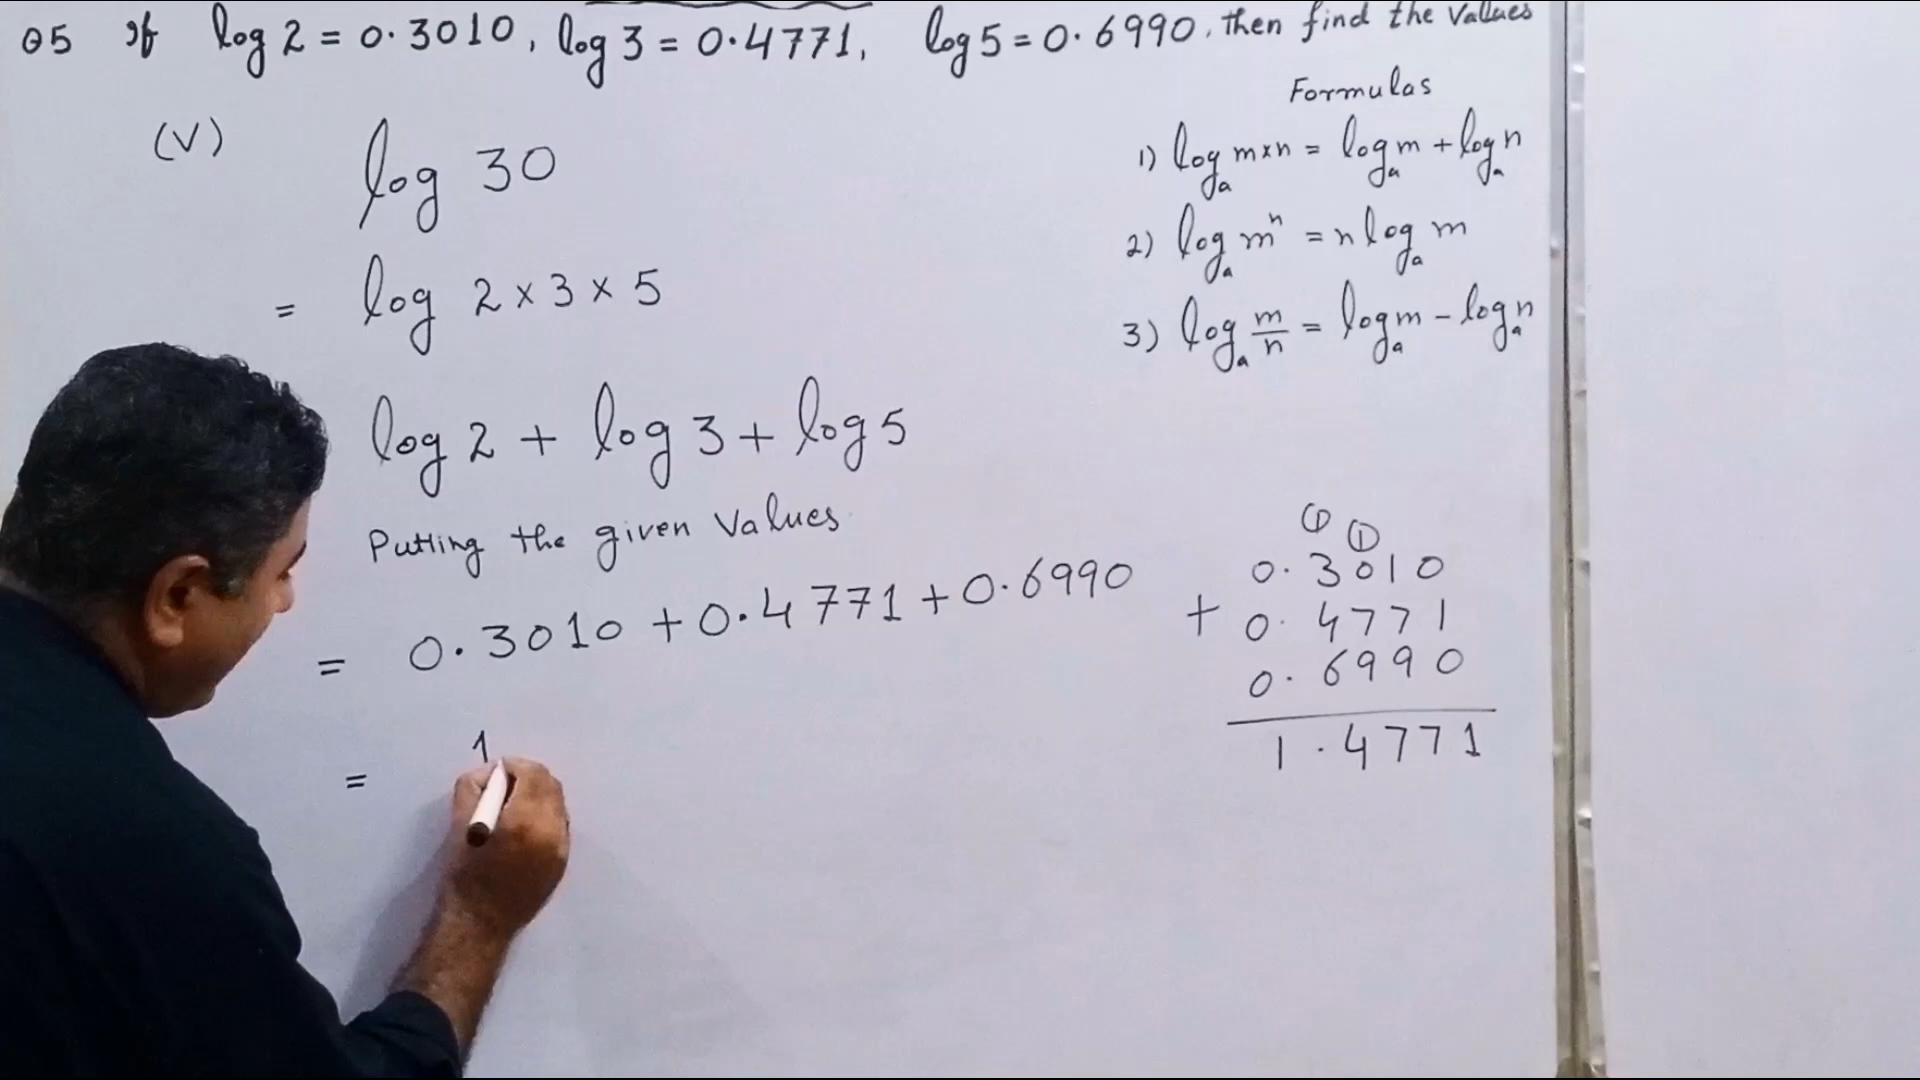 Q5 If log 2 = 0.3010, log 3 = 0.4771, log 5 = 0.6990, then find the values
Formulas
(V) log 30
= log 2 × 3 × 5
log 2 + log 3 + log 5
Putting the given values
= 0.3010 + 0.4771 + 0.6990
= 1
1) logₐ m×n = logₐ m + logₐ n
2) logₐ mⁿ = n logₐ m
3) logₐ m/n = logₐ m − logₐ n
① ①
0.3010
+ 0.4771
0.6990
1.4771